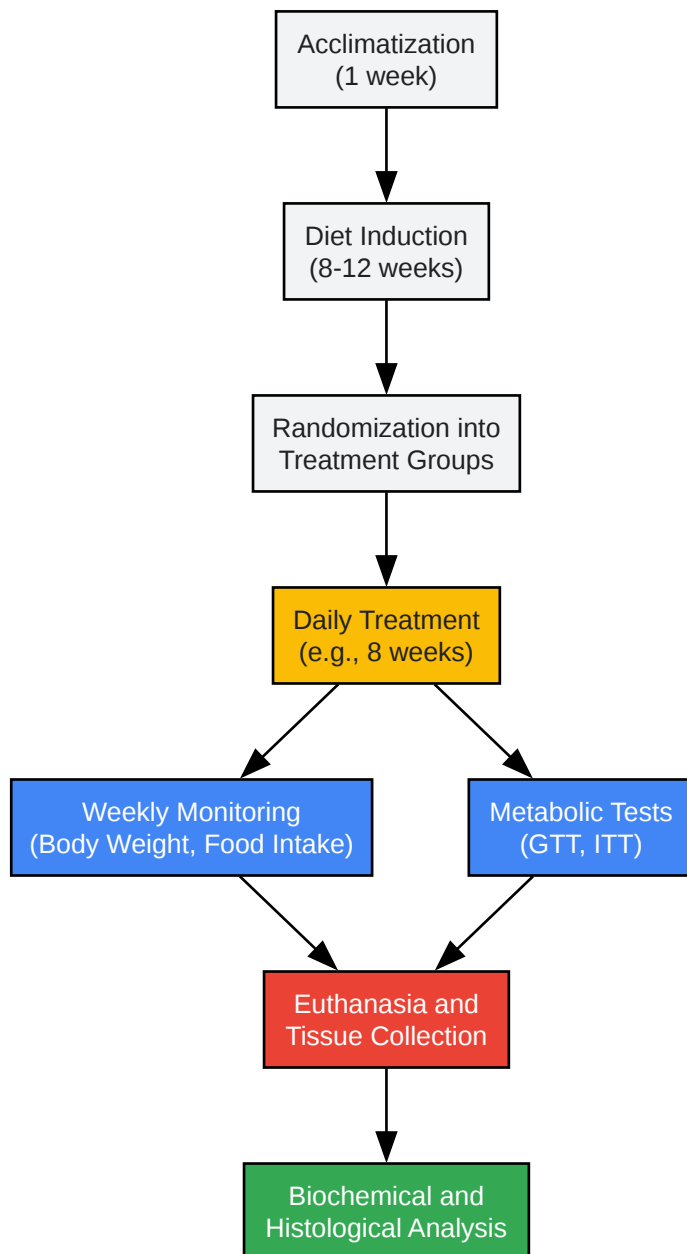 Acclimatization
(1 week)
Diet Induction
(8-12 weeks)
Randomization into
Treatment Groups
Daily Treatment
(e.g., 8 weeks)
Weekly Monitoring
(Body Weight, Food Intake)
Metabolic Tests
(GTT, ITT)
Euthanasia and
Tissue Collection
Biochemical and
Histological Analysis